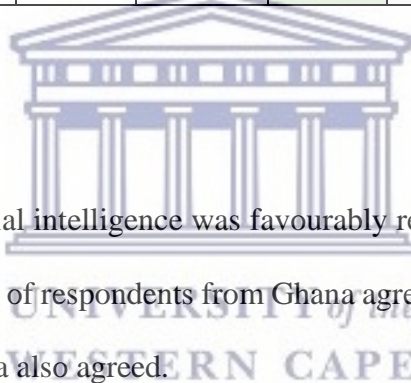 al intelligence was favourably re
of respondents from Ghana agre
UNIVERSITY of the
a also agreed.
WESTERN CAPE